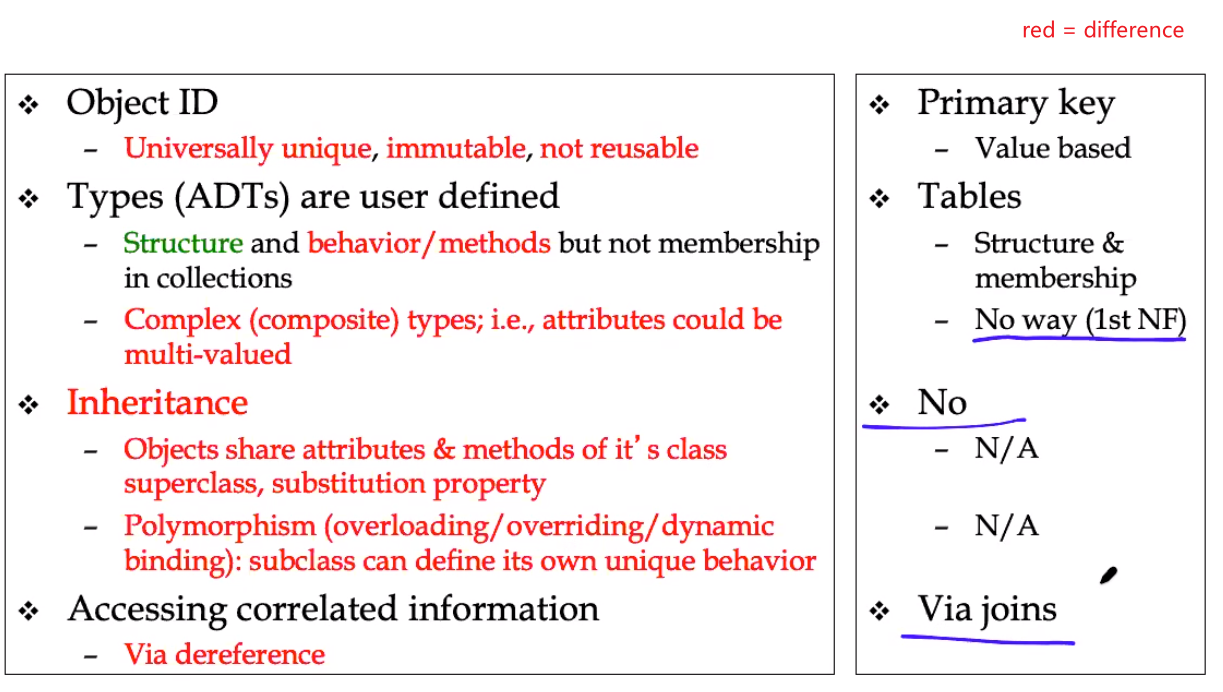 red = difference
❖ Object ID
– Universally unique, immutable, not reusable
❖ Types (ADTs) are user defined
– Structure and behavior/methods but not membership
in collections
– Complex (composite) types; i.e., attributes could be
multi-valued
❖ Inheritance
– Objects share attributes & methods of it’s class
superclass, substitution property
– Polymorphism (overloading/overriding/dynamic
binding): subclass can define its own unique behavior
❖ Accessing correlated information
– Via dereference
❖ Primary key
– Value based
❖ Tables
– Structure &
membership
– No way (1st NF)
❖ No
– N/A
– N/A
❖ Via joins